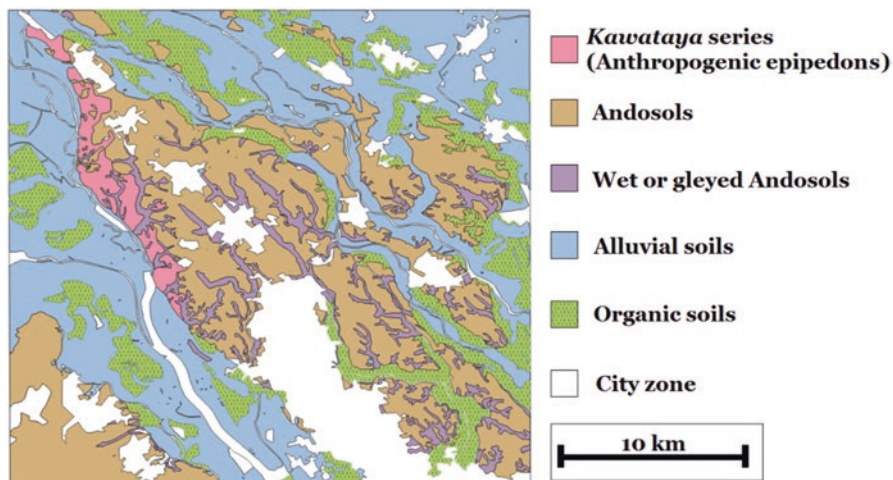 Kawataya series
(Anthropogenic epipedons)
Andosols
Wet or gleyed Andosols
Alluvial soils
Organic soils
City zone
10 km